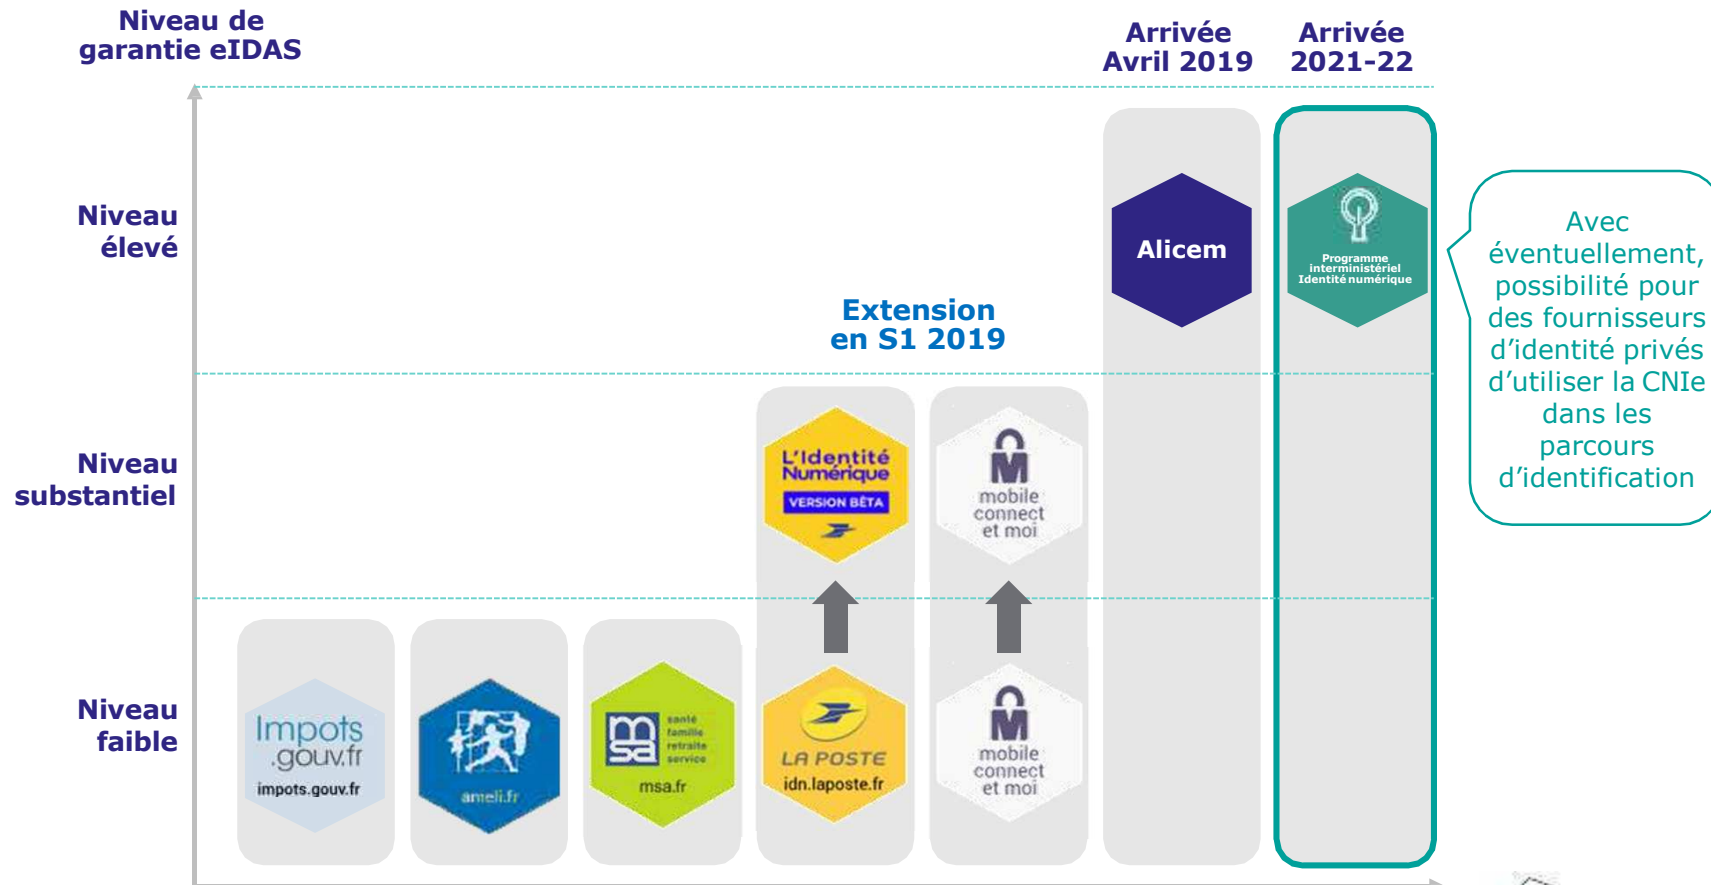 Niveau de
garantie eIDAS
Arrivée
Avril 2019
Arrivée
2021-22
Niveau
élevé
Alicem
Programme
interministériel
Identité numérique
Avec
éventuellement,
possibilité pour
des fournisseurs
d’identité privés
d’utiliser la CNIe
dans les
parcours
d’identification
Extension
en S1 2019
Niveau
substantiel
L'Identité
Numérique
VERSION BÊTA
M
mobile
connect
et moi
Niveau
faible
Impots
.gouv.fr
impots.gouv.fr
ameli.fr
msa
santé
famille
retraite
service
msa.fr
LA POSTE
idn.laposte.fr
M
mobile
connect
et moi